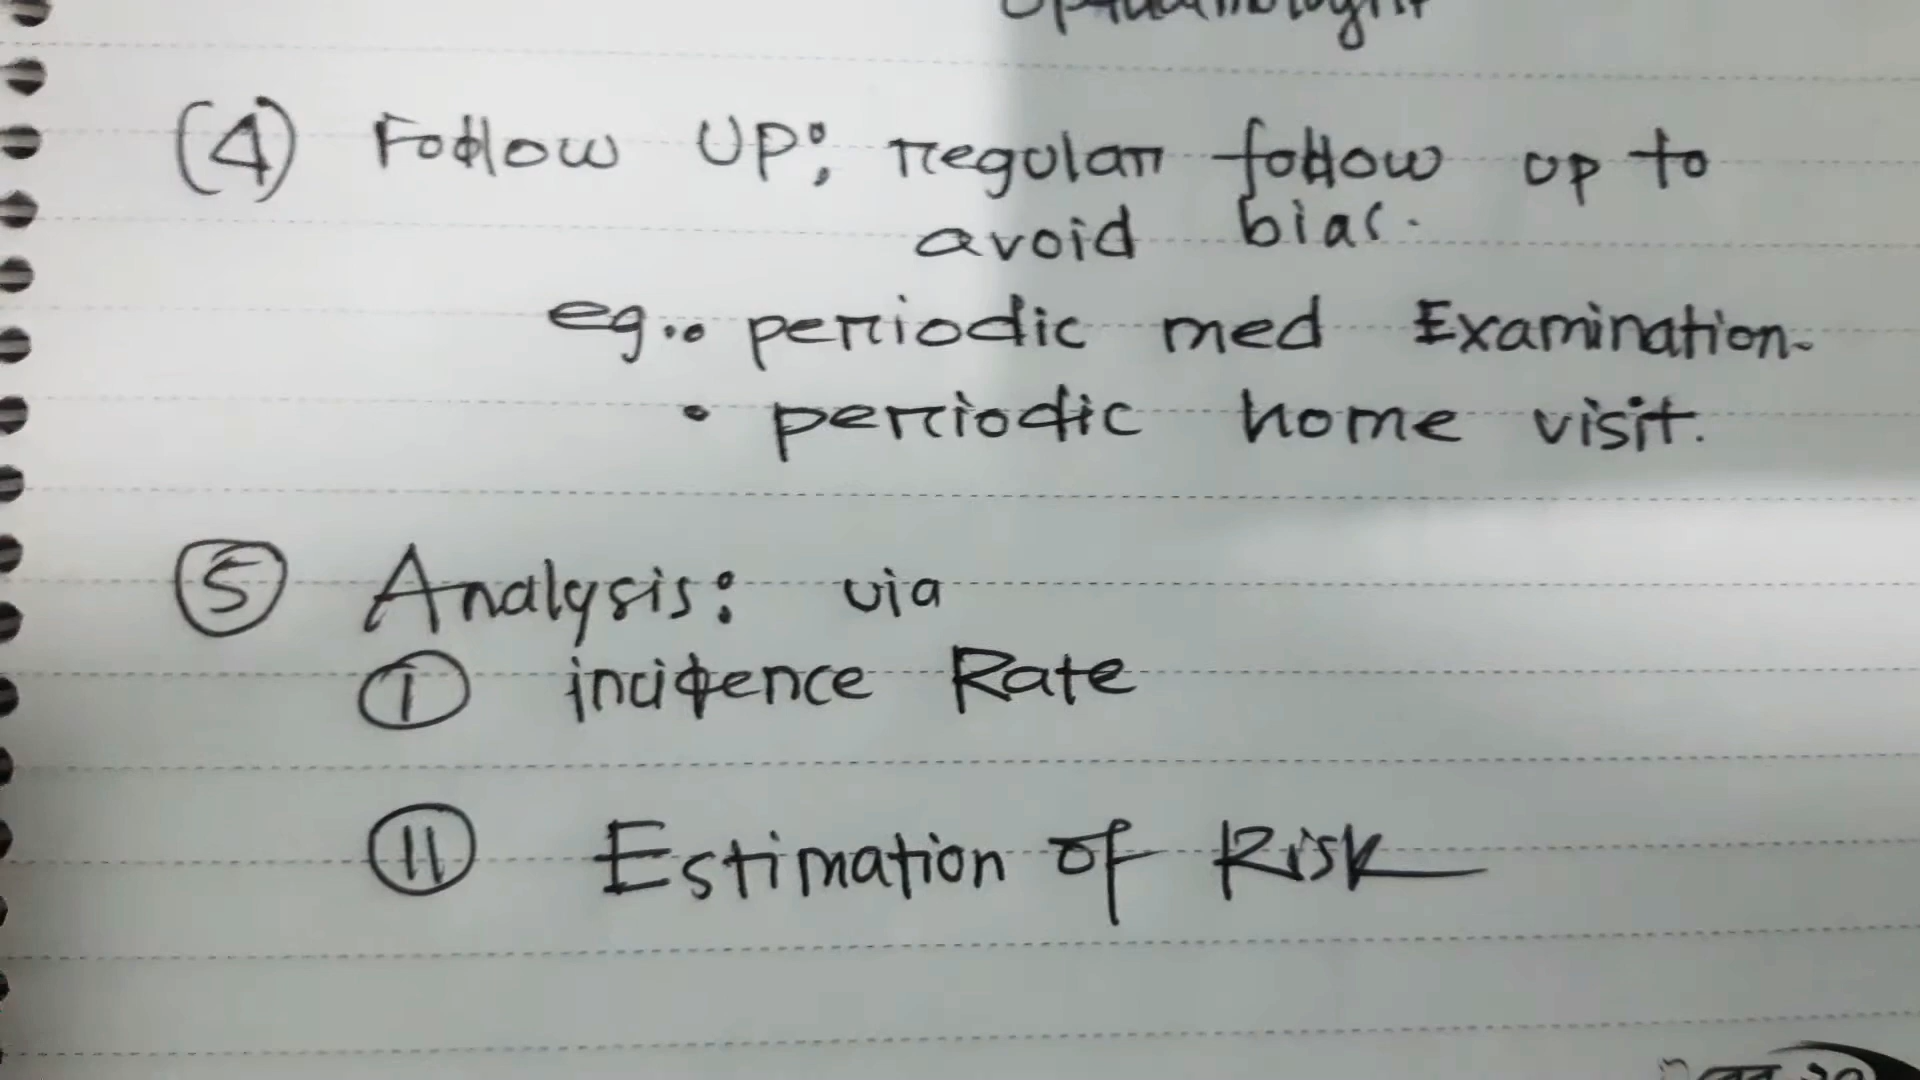 Opthalmologist
(4) Follow Up: regular follow up to
avoid bias.
eg.. periodic med Examination.
• periodic home visit.
(5) Analysis: via
(i) incidence Rate
(ii) Estimation of Risk